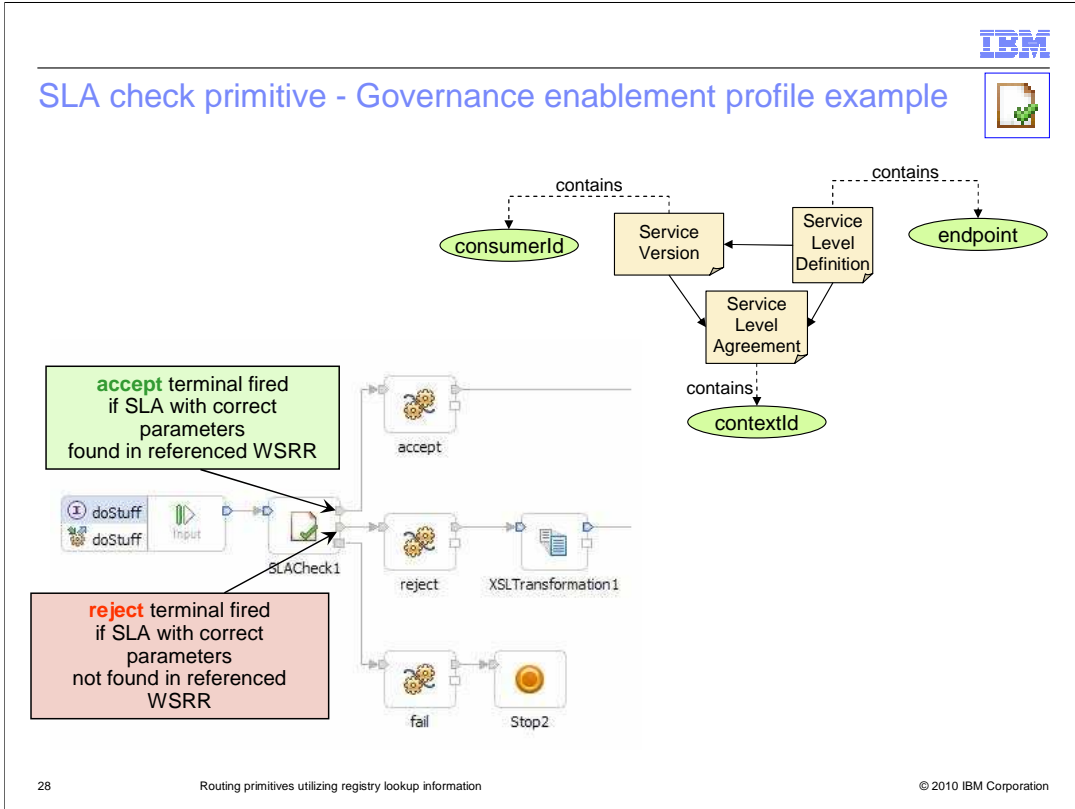 IBM
SLA check primitive - Governance enablement profile example
contains
contains
consumerId
Service
Version
Service
Level
Definition
endpoint
Service
Level
Agreement
contains
contextId
accept terminal fired
if SLA with correct
parameters
found in referenced WSRR
accept
doStuff
doStuff
Input
SLACheck1
reject
XSLTransformation1
reject terminal fired
if SLA with correct
parameters
not found in referenced
WSRR
fail
Stop2
28
Routing primitives utilizing registry lookup information
© 2010 IBM Corporation